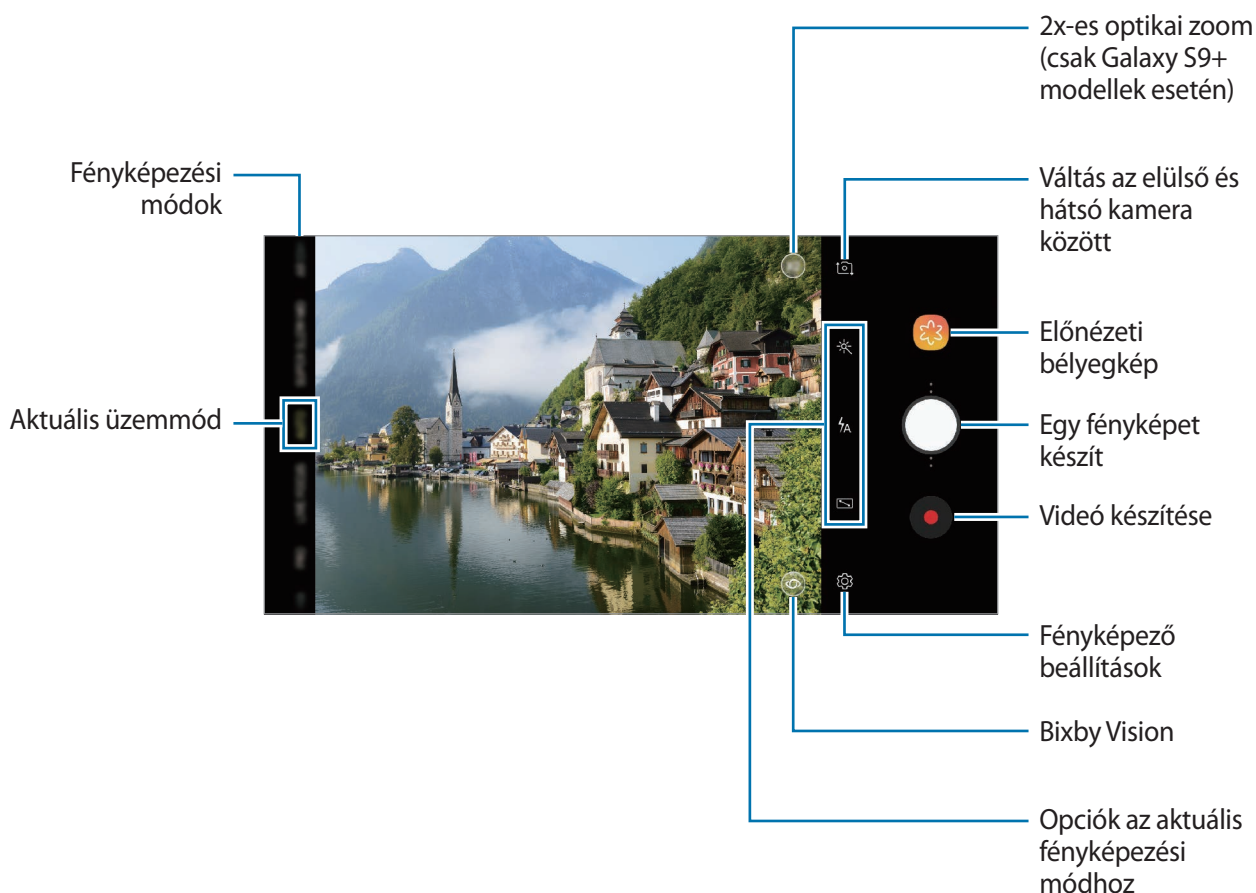 2x-es optikai zoom
(csak Galaxy S9+
modellek esetén)
Fényképezési
módok
Váltás az elülső és
hátsó kamera
között
Előnézeti
bélyegkép
Aktuális üzemmód
Egy fényképet
készít
Videó készítése
Fényképező
beállítások
Bixby Vision
Opciók az aktuális
fényképezési
módhoz